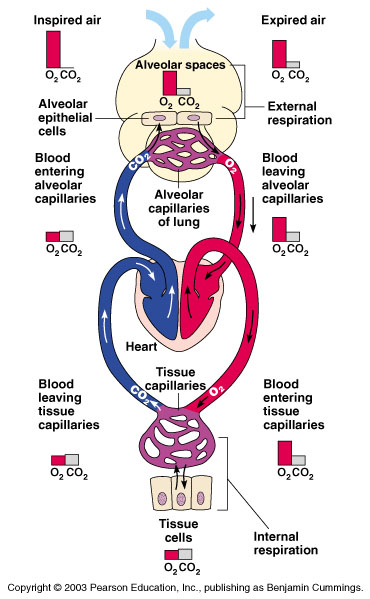 Inspired air
Expired air
O2 CO2
O2 CO2
Alveolar spaces
O2 CO2
Alveolar
epithelial
cells
External
respiration
CO2
O2
Blood
entering
alveolar
capillaries
O2 CO2
Alveolar
capillaries
of lung
Blood
leaving
alveolar
capillaries
O2 CO2
Heart
Tissue
capillaries
CO2
O2
Blood
leaving
tissue
capillaries
O2 CO2
Blood
entering
tissue
capillaries
O2 CO2
Internal
respiration
Tissue
cells
O2 CO2
Copyright © 2003 Pearson Education, Inc., publishing as Benjamin Cummings.